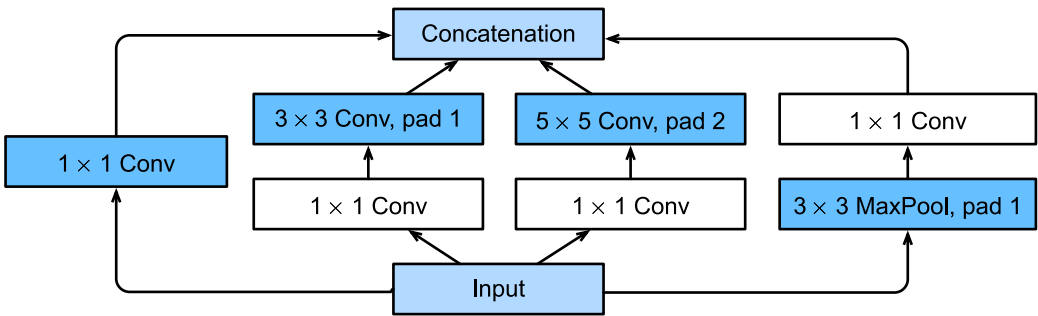 Concatenation
3 × 3 Conv, pad 1
5 × 5 Conv, pad 2
1 × 1 Conv
1 × 1 Conv
1 × 1 Conv
1 × 1 Conv
3 × 3 MaxPool, pad 1
Input